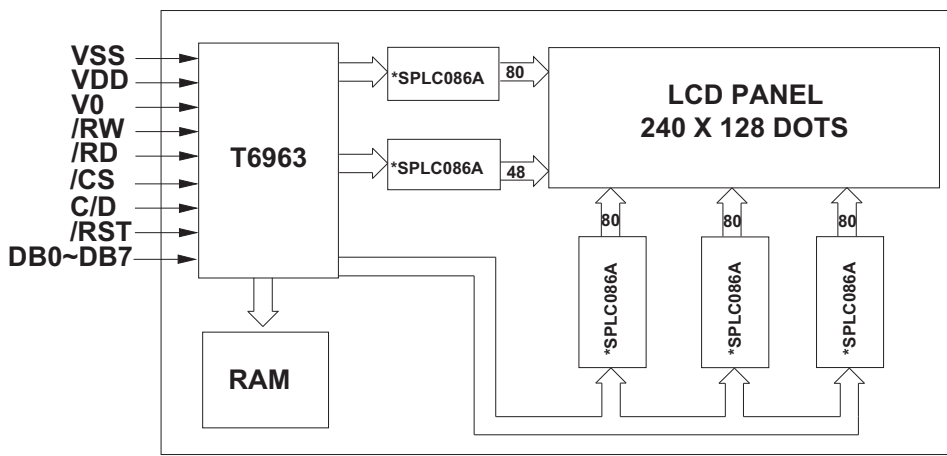 VSS
VDD
V0
/RW
/RD
/CS
C/D
/RST
DB0~DB7
T6963
RAM
*SPLC086A
80
*SPLC086A
48
LCD PANEL
240 X 128 DOTS
80
80
80
*SPLC086A
*SPLC086A
*SPLC086A